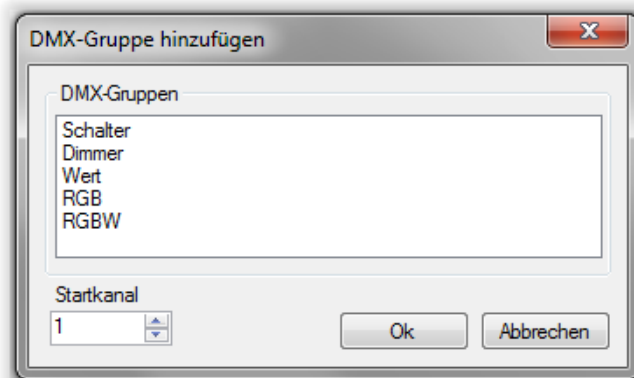 DMX-Gruppe hinzufügen
DMX-Gruppen
Schalter
Dimmer
Wert
RGB
RGBW
Startkanal
1
Ok
Abbrechen